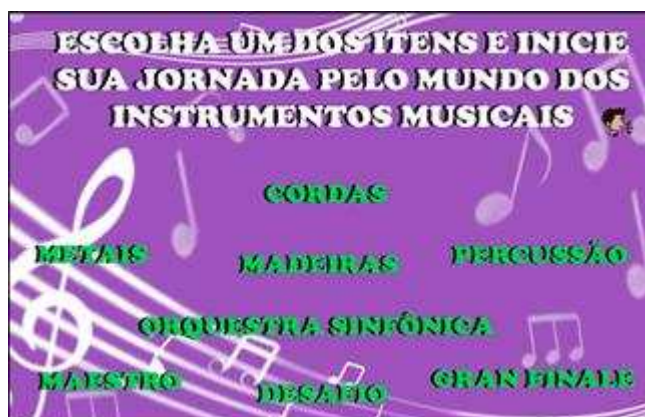 ESCOLHA UM DOS ITENS E INICIE
SUA JORNADA PELO MUNDO DOS
INSTRUMENTOS MUSICAIS
CORDAS
METAIS
MADEIRAS
PERCUSSÃO
ORQUESTRA SINFÔNICA
MAESTRO
DESAFIO
GRAN FINALE